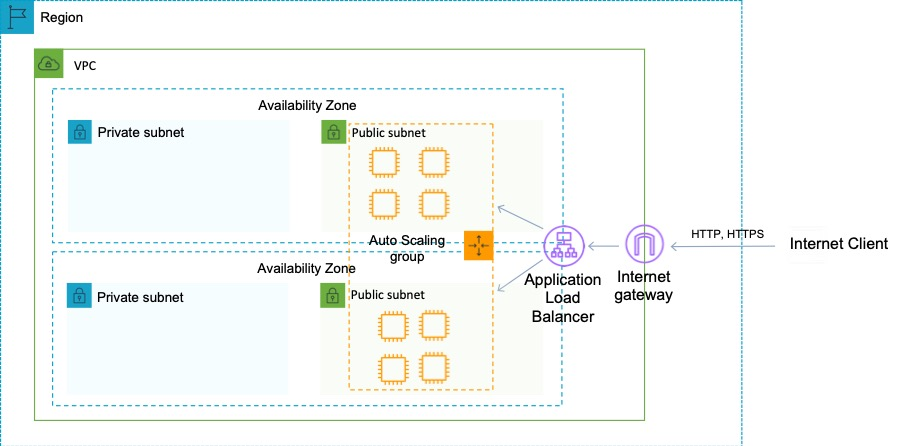 Region
VPC
Availability Zone
Private subnet
Public subnet
Auto Scaling
group
HTTP, HTTPS
Internet Client
Availability Zone
Application
Load
Balancer
Internet
gateway
Private subnet
Public subnet